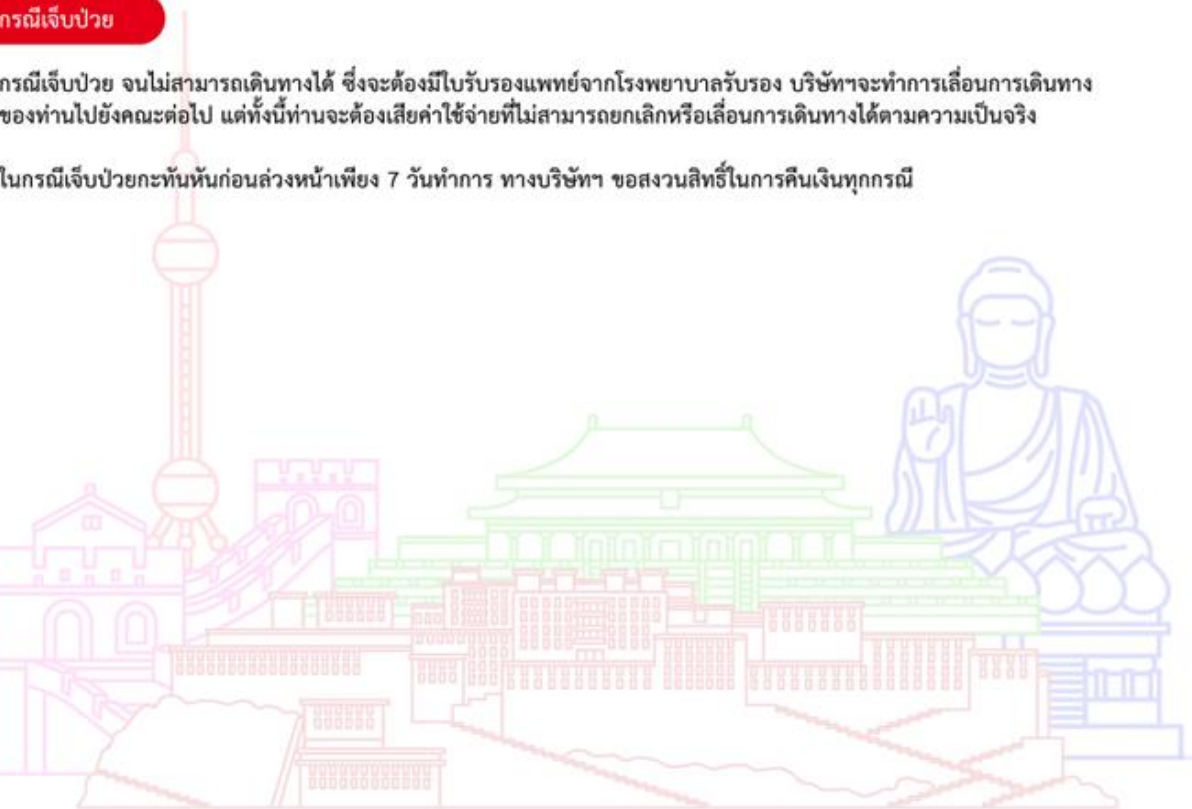 กรณีเจ็บป่วย
กรณีเจ็บป่วย จนไม่สามารถเดินทางได้ ซึ่งจะต้องมีใบรับรองแพทย์จากโรงพยาบาลรับรอง บริษัทฯจะทำการเลื่อนการเดินทาง
ของท่านไปยังคณะต่อไป แต่ทั้งนี้ท่านจะต้องเสียค่าใช้จ่ายที่ไม่สามารถยกเลิกหรือเลื่อนการเดินทางได้ตามความเป็นจริง
ในกรณีเจ็บป่วยกะทันหันก่อนล่วงหน้าเพียง 7 วันทำการ ทางบริษัทฯ ขอสงวนสิทธิ์ในการคืนเงินทุกกรณี